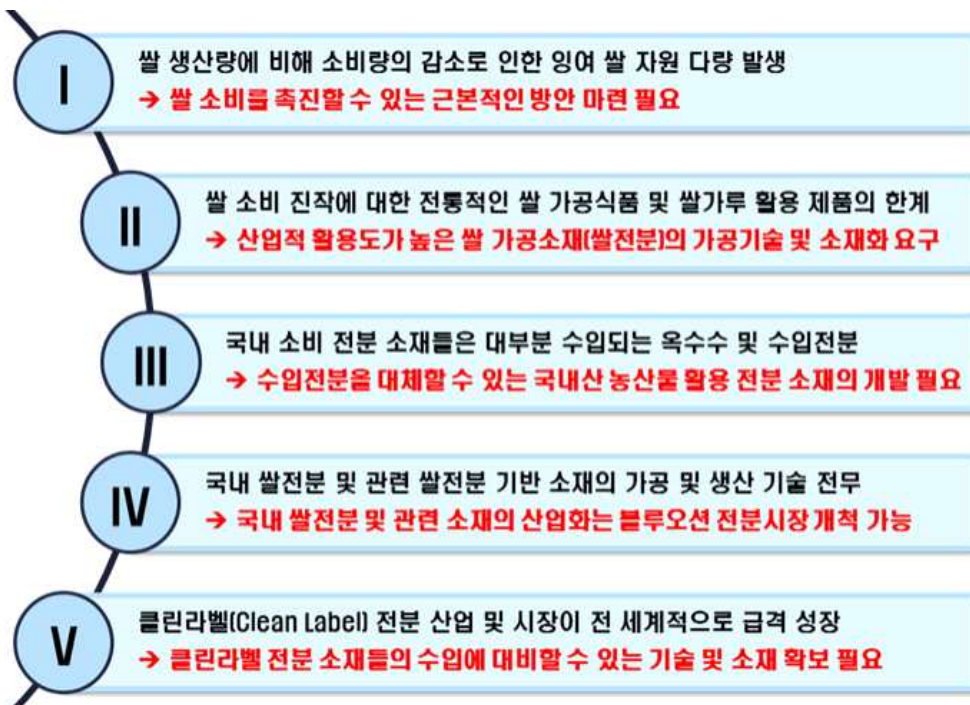 I
쌀 생산량에 비해 소비량의 감소로 인한 잉여 쌀 자원 다량 발생
→ 쌀 소비를 촉진할 수 있는 근본적인 방안 마련 필요
II
쌀 소비 진작에 대한 전통적인 쌀 가공식품 및 쌀가루 활용 제품의 한계
→ 산업적 활용도가 높은 쌀 가공소재(쌀전분)의 가공기술 및 소재화 요구
III
국내 소비 전분 소재들은 대부분 수입되는 옥수수 및 수입전분
→ 수입전분을 대체할 수 있는 국내산 농산물 활용 전분 소재의 개발 필요
IV
국내 쌀전분 및 관련 쌀전분 기반 소재의 가공 및 생산 기술 전무
→ 국내 쌀전분 및 관련 소재의 산업화는 블루오션 전분시장 개척 가능
V
클린라벨(Clean Label) 전분 산업 및 시장이 전 세계적으로 급격 성장
→ 클린라벨 전분 소재들의 수입에 대비할 수 있는 기술 및 소재 확보 필요